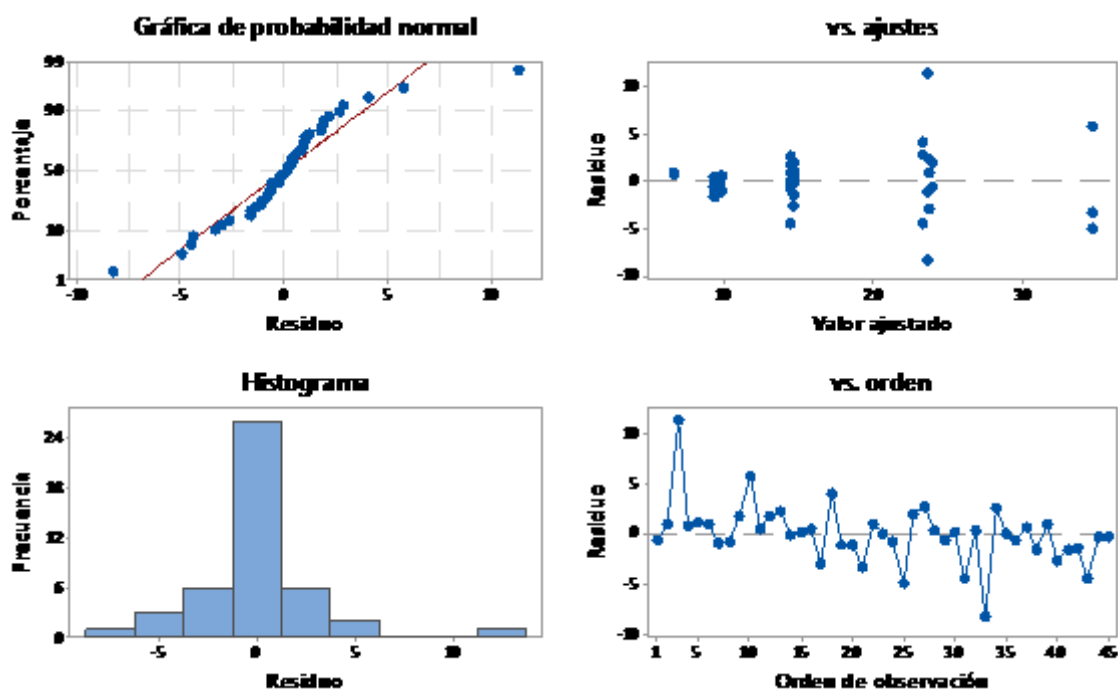 Gráfica de probabilidad normal
99
90
50
10
1
Porcentaje
-10 -5 0 5 10
Residuo
vs. ajustes
10
5
0
-5
-10
Residuo
10 20 30
Valor ajustado
Histograma
24
18
12
6
0
Frecuencia
-5 0 5 10
Residuo
vs. orden
10
5
0
-5
-10
Residuo
1 5 10 15 20 25 30 35 40 45
Orden de observación